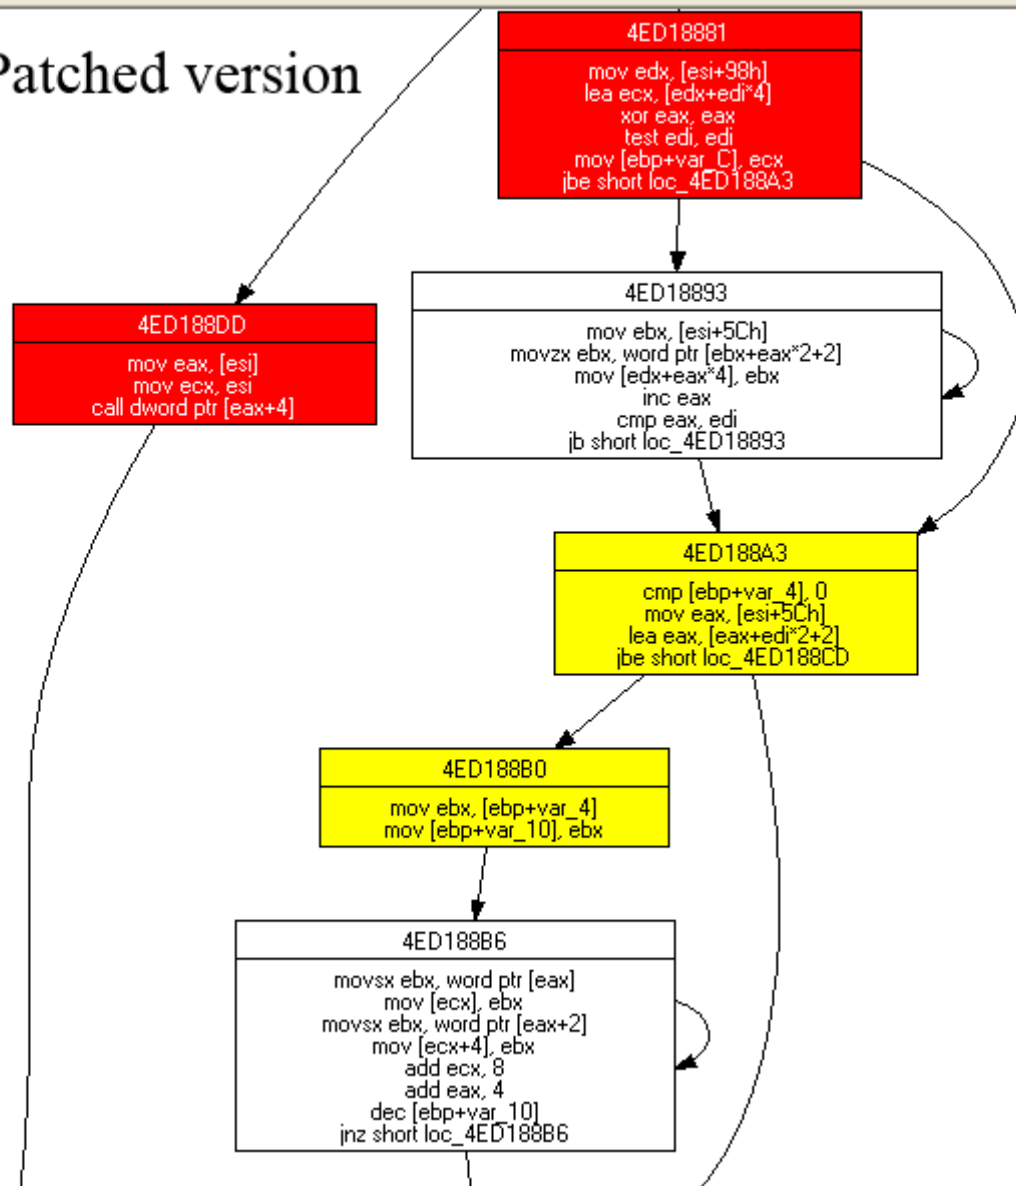 Patched version
4ED18881
mov edx, [esi+98h]
lea ecx, [edx+edi*4]
xor eax, eax
test edi, edi
mov [ebp+var_C], ecx
jbe short loc_4ED188A3
4ED18893
mov ebx, [esi+5Ch]
movzx ebx, word ptr [ebx+eax*2+2]
mov [edx+eax*4], ebx
inc eax
cmp eax, edi
jb short loc_4ED18893
4ED188DD
mov eax, [esi]
mov ecx, esi
call dword ptr [eax+4]
4ED188A3
cmp [ebp+var_4], 0
mov eax, [esi+5Ch]
lea eax, [eax+edi*2+2]
jbe short loc_4ED188CD
4ED188B0
mov ebx, [ebp+var_4]
mov [ebp+var_10], ebx
4ED188B6
movsx ebx, word ptr [eax]
mov [ecx], ebx
movsx ebx, word ptr [eax+2]
mov [ecx+4], ebx
add ecx, 8
add eax, 4
dec [ebp+var_10]
jnz short loc_4ED188B6